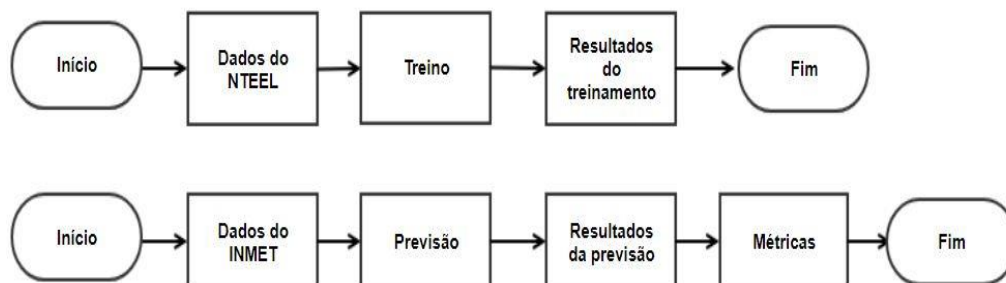 Início
Dados do
NTEEL
Treino
Resultados
do
treinamento
Fim
Início
Dados do
INMET
Previsão
Resultados
da previsão
Métricas
Fim